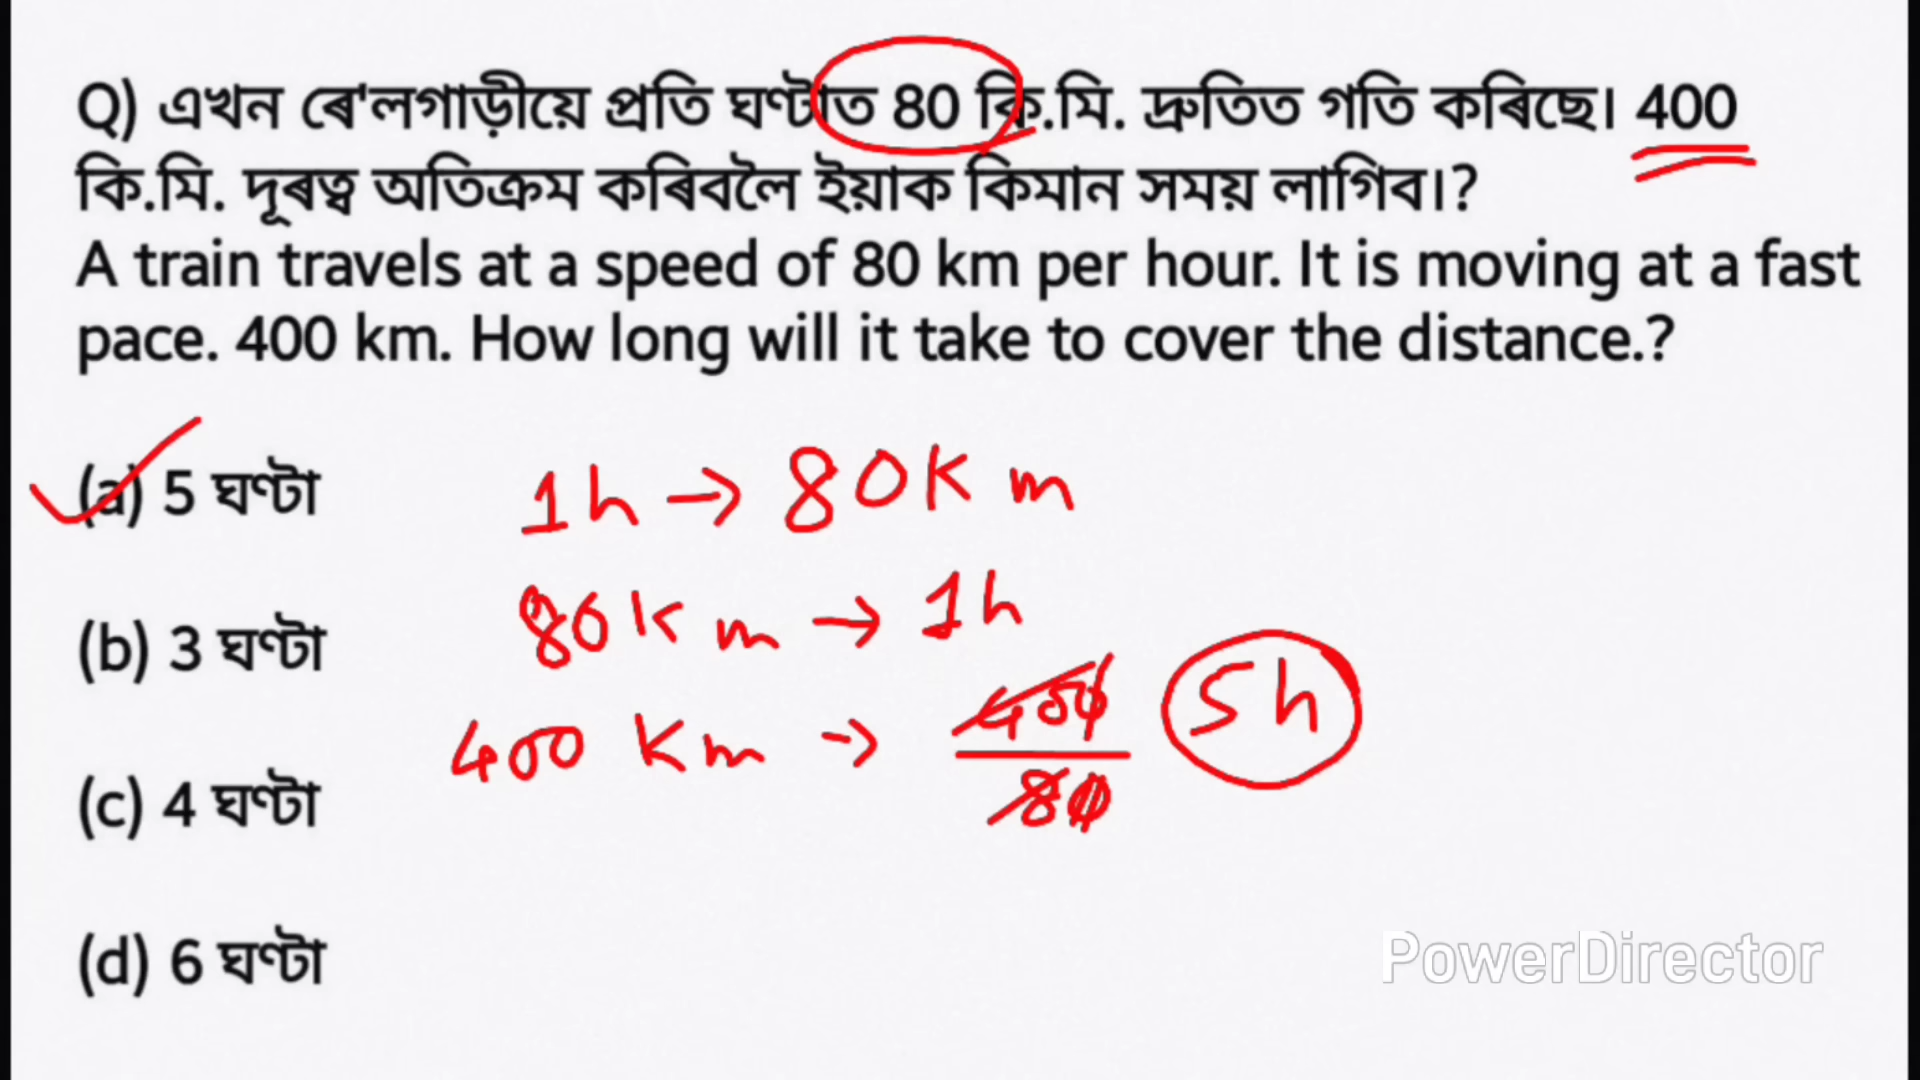 Q) এখন ৰে'লগাড়ীয়ে প্ৰতি ঘণ্টাত 80 কি.মি. দ্ৰুতিত গতি কৰিছে। 400
কি.মি. দূৰত্ব অতিক্ৰম কৰিবলৈ ইয়াক কিমান সময় লাগিব।?
A train travels at a speed of 80 km per hour. It is moving at a fast
pace. 400 km. How long will it take to cover the distance.?
(a) 5 ঘণ্টা
1h → 80Km
80Km → 1h
(b) 3 ঘণ্টা
400 Km → 400/80 5h
(c) 4 ঘণ্টা
(d) 6 ঘণ্টা
PowerDirector